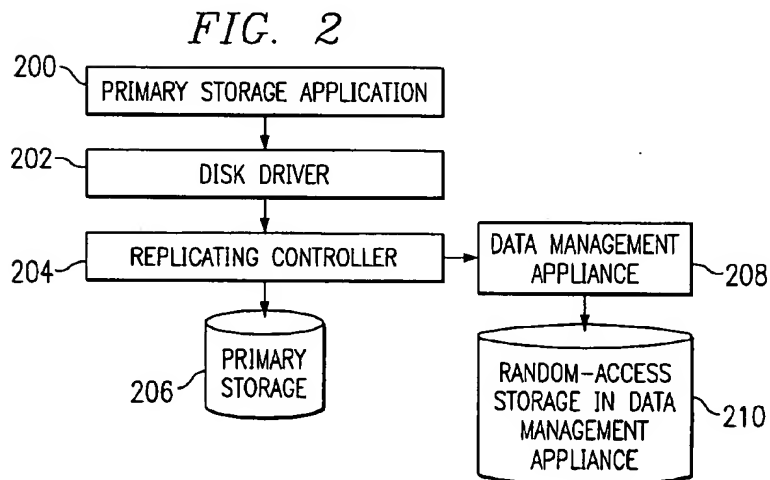 FIG. 2
200
PRIMARY STORAGE APPLICATION
202
DISK DRIVER
204
REPLICATING CONTROLLER
DATA MANAGEMENT
APPLIANCE
208
206
PRIMARY
STORAGE
RANDOM-ACCESS
STORAGE IN DATA
MANAGEMENT
APPLIANCE
210